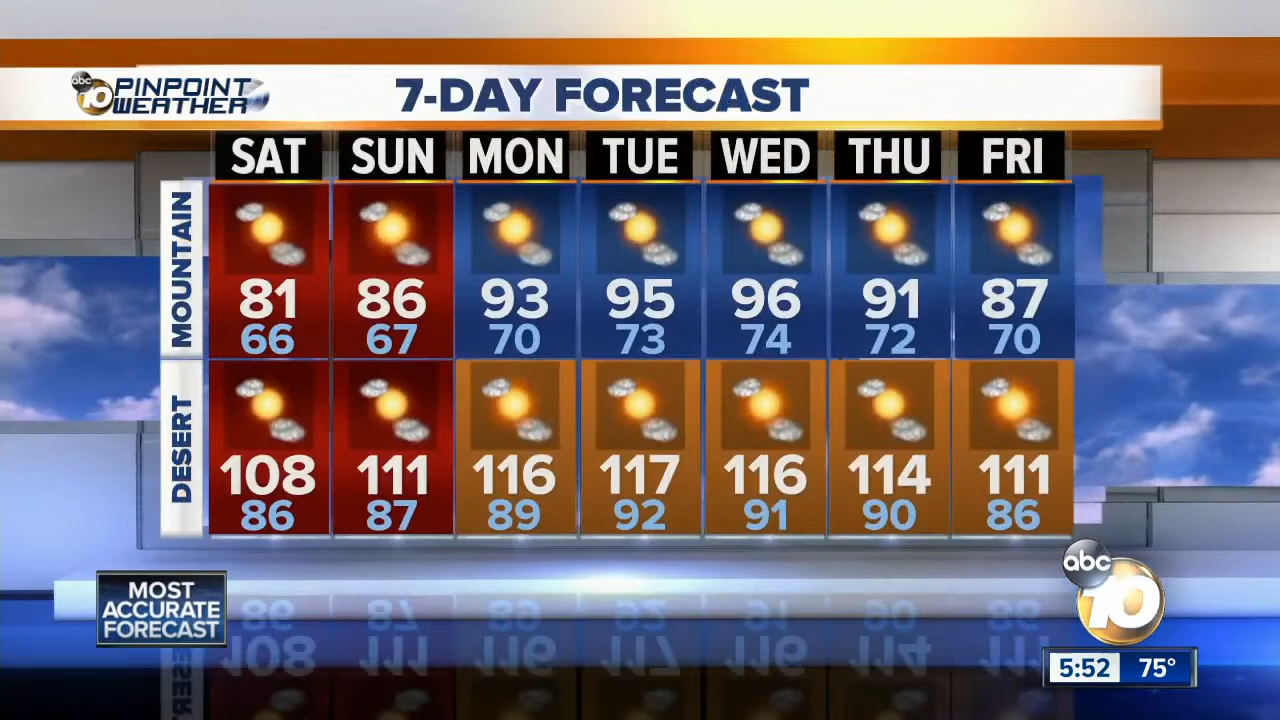 abc 10 PINPOINT WEATHER
7-DAY FORECAST
SAT SUN MON TUE WED THU FRI
MOUNTAIN
81 86 93 95 96 91 87
66 67 70 73 74 72 70
DESERT
108 111 116 117 116 114 111
86 87 89 92 91 90 86
MOST
ACCURATE
FORECAST
abc
10
5:52 75°